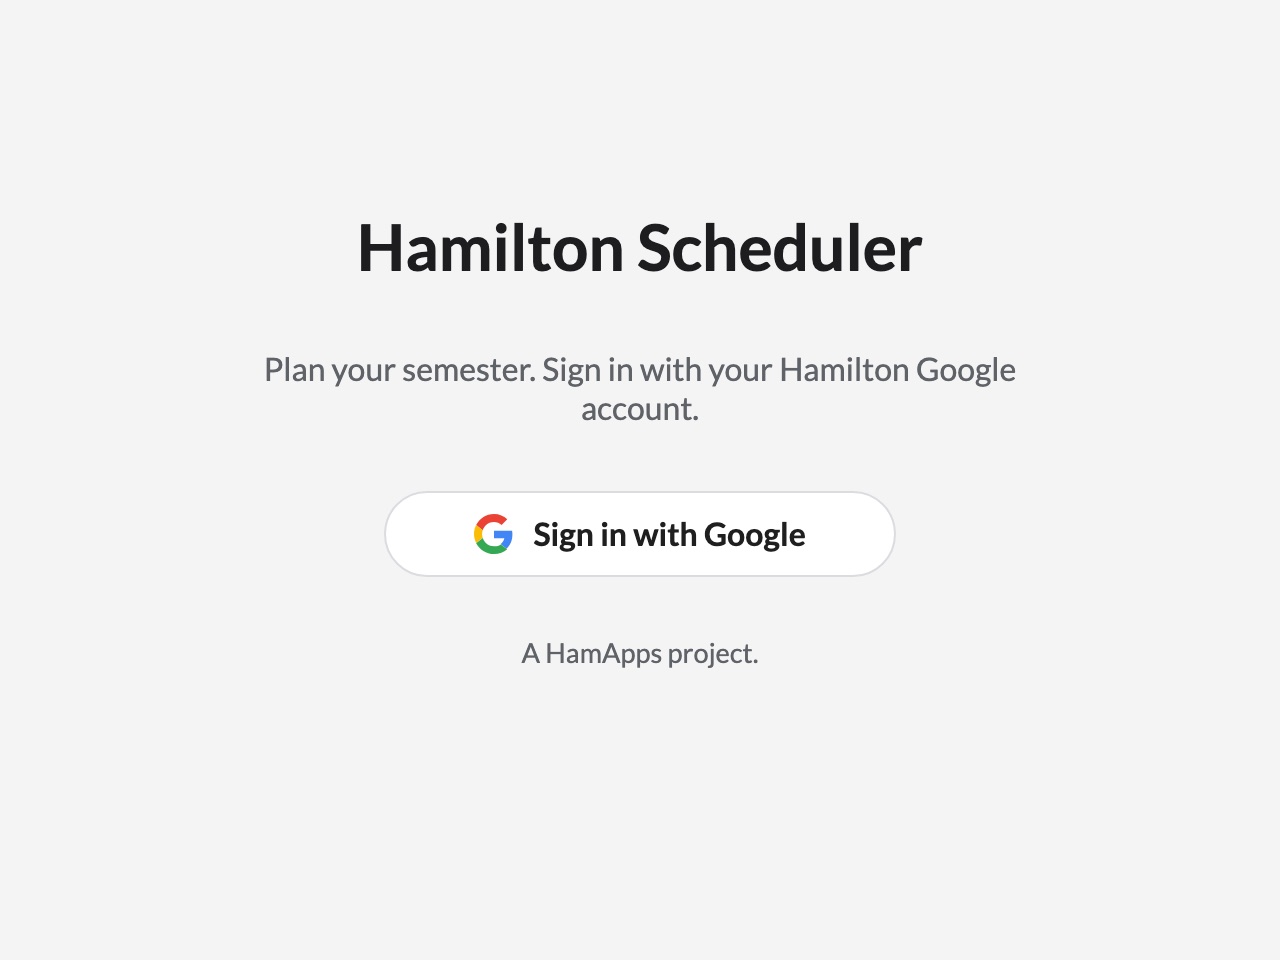 Hamilton Scheduler
Plan your semester. Sign in with your Hamilton Google
account.
Sign in with Google
A HamApps project.